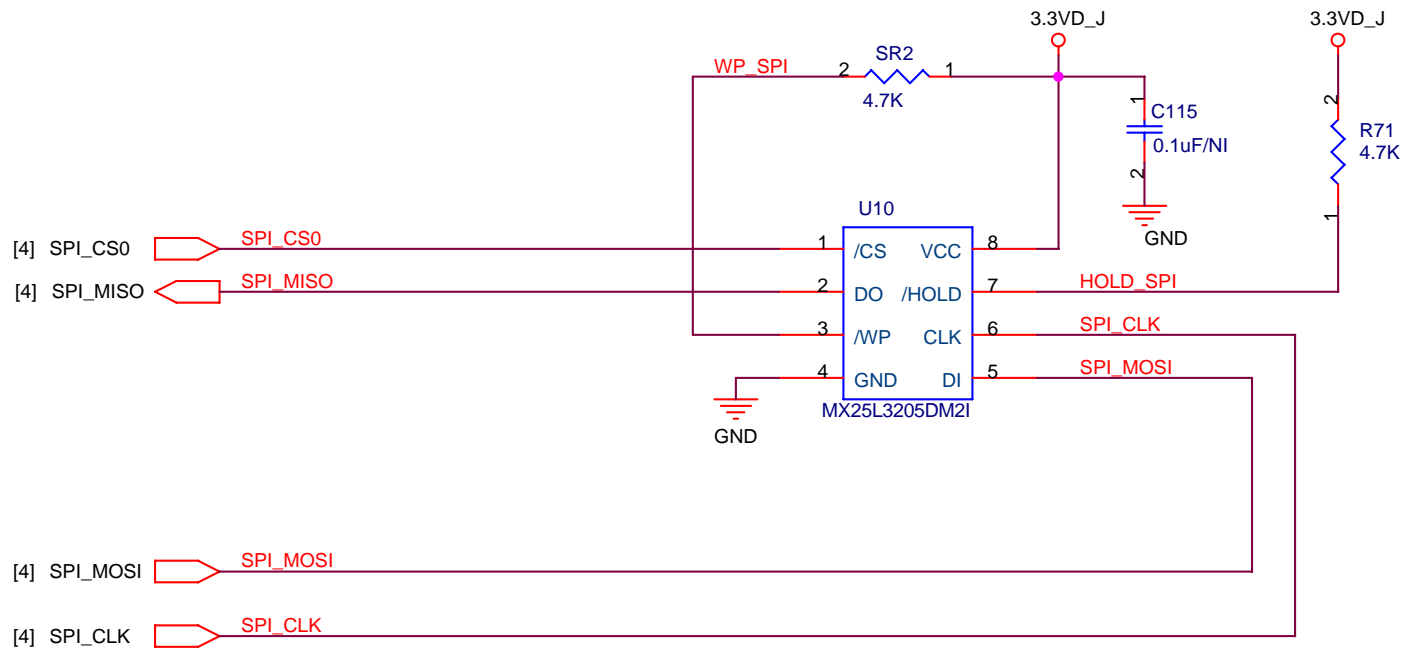 3.3VD_J 3.3VD_J
WP_SPI 2 SR2 1
4.7K
1 C115
0.1uF/NI
2
GND
2 R71
4.7K
1
U10
[4] SPI_CS0 SPI_CS0 1 /CS VCC 8
[4] SPI_MISO SPI_MISO 2 DO /HOLD 7 HOLD_SPI
3 /WP CLK 6 SPI_CLK
4 GND DI 5 SPI_MOSI
MX25L3205DM2I
GND
[4] SPI_MOSI SPI_MOSI
[4] SPI_CLK SPI_CLK